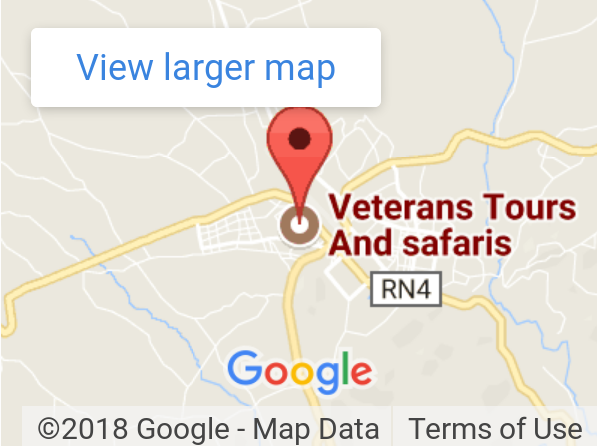 View larger map
Veterans Tours
And safaris
RN4
Google
©2018 Google - Map Data
Terms of Use